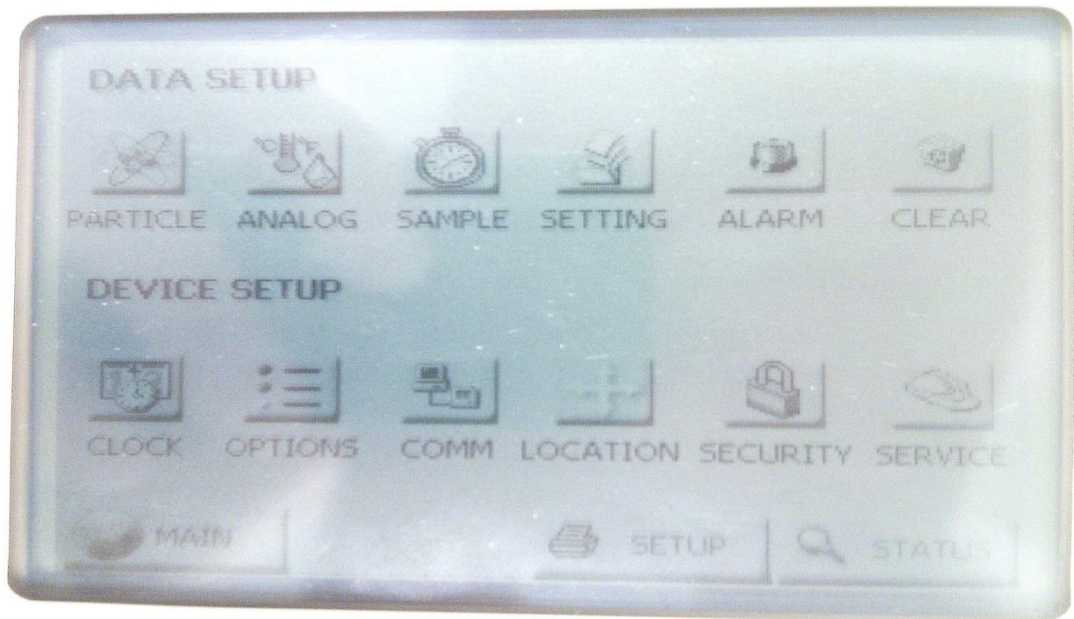 DATA SETUP
°C °F
PARTICLE ANALOG SAMPLE SETTING ALARM CLEAR
DEVICE SETUP
CLOCK OPTIONS COMM LOCATION SECURITY SERVICE
MAIN SETUP STATUS